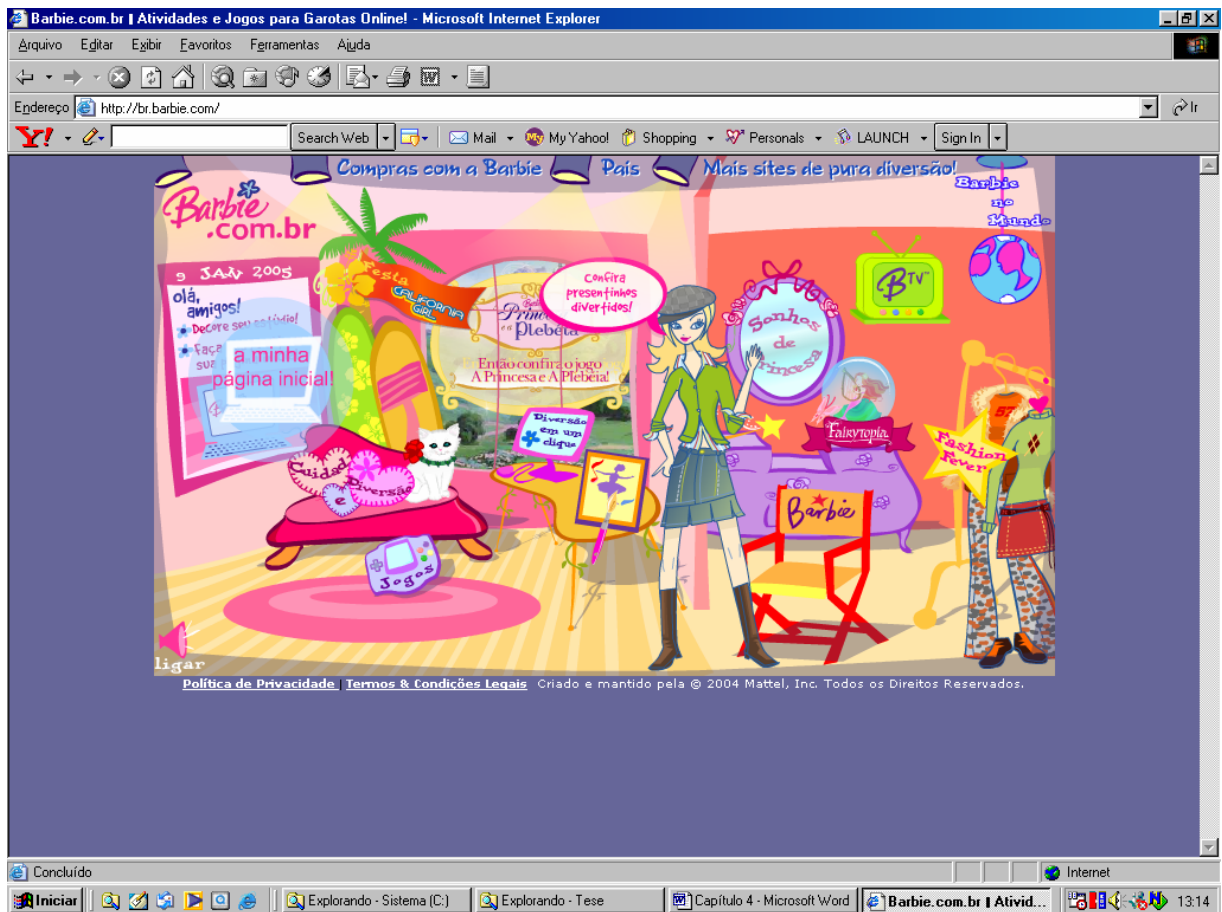 Barbie.com.br | Atividades e Jogos para Garotas Online! - Microsoft Internet Explorer
Arquivo Editar Exibir Favoritos Ferramentas Ajuda
Endereço http://br.barbie.com/ Ir
Y! Search Web Mail My Yahoo! Shopping Personals LAUNCH Sign In
Compras com a Barbie Pais Mais sites de pura diversão!
Barbie
no
Mundo
Barbie
.com.br
9 JAN 2005
olá,
amigos!
Decore seu estúdio!
Faça
sua
a minha
página inicial!
Festa
CALIFORNIA
GIRL
Plebéia
Então confira o jogo
A Princesa e A Plebéia!
Confira
presentinhos
divertidos!
BTV™
Sonhos
de
Princesa
Fairytopia
Diversão
em um
clique
Fashion
Fever
57
Cuidad
e
Diversão
Barbie
Jogos
ligar
Política de Privacidade | Termos & Condições Legais Criado e mantido pela © 2004 Mattel, Inc. Todos os Direitos Reservados.
Concluído Internet
Iniciar Explorando - Sistema (C:) Explorando - Tese Capítulo 4 - Microsoft Word Barbie.com.br | Ativid... 13:14